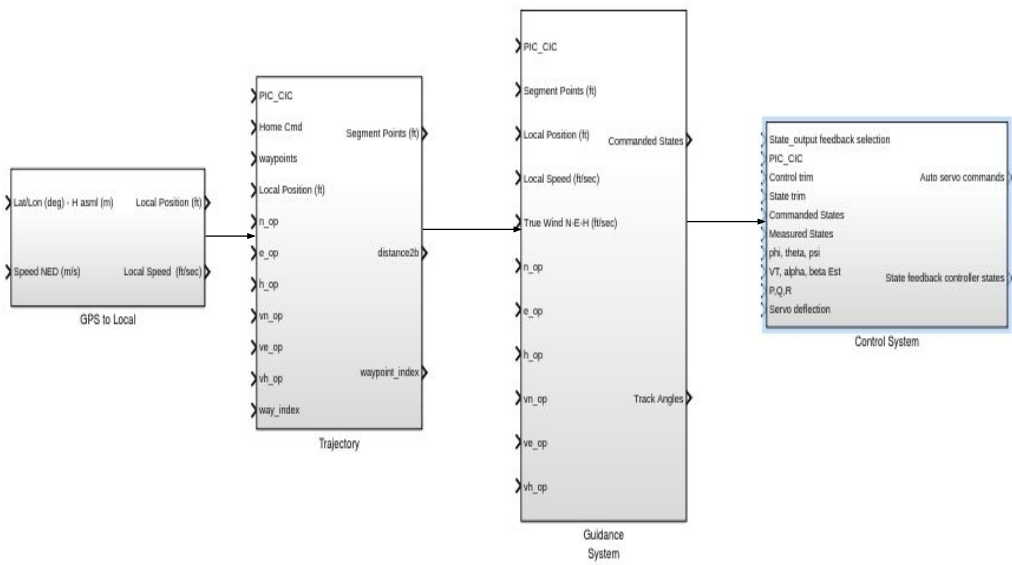 Lat/Lon (deg) - H asml (m)
Speed NED (m/s)
Local Position (ft)
Local Speed (ft/sec)
GPS to Local
PIC_CIC
Home Cmd
waypoints
Local Position (ft)
n_op
e_op
h_op
vn_op
ve_op
vh_op
way_index
Segment Points (ft)
distance2b
waypoint_index
Trajectory
PIC_CIC
Segment Points (ft)
Local Position (ft)
Local Speed (ft/sec)
True Wind N-E-H (ft/sec)
n_op
e_op
h_op
vn_op
ve_op
vh_op
Commanded States
Track Angles
Guidance
System
State_output feedback selection
PIC_CIC
Control trim
State trim
Commanded States
Measured States
phi, theta, psi
VT, alpha, beta Est
P,Q,R
Servo deflection
Auto servo commands
State feedback controller states
Control System